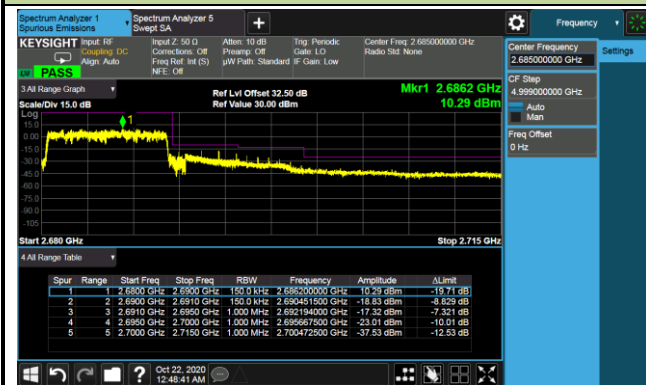 Spectrum Analyzer 1
Spurious Emissions
Spectrum Analyzer 5
Swept SA
Frequency
KEYSIGHT
Input: RF
Coupling: DC
Align: Auto
Input Z: 50 Ω
Corrections: Off
Freq Ref: Int (S)
NFE: Off
Atten: 10 dB
Preamp: Off
µW Path: Standard
Trig: Periodic
Gate: LO
IF Gain: Low
Center Freq: 2.685000000 GHz
Radio Std: None
PASS
Center Frequency
2.685000000 GHz
Settings
CF Step
4.999000000 GHz
Auto
Man
Freq Offset
0 Hz
3 All Range Graph
Scale/Div 15.0 dB
Ref Lvl Offset 32.50 dB
Ref Value 30.00 dBm
Mkr1 2.6862 GHz
10.29 dBm
Log
1
15.0
0.00
-15.0
-30.0
-45.0
-60.0
-75.0
-90.0
-105
Start 2.680 GHz
Stop 2.715 GHz
4 All Range Table
Spur Range Start Freq Stop Freq RBW Frequency Amplitude ΔLimit
1 1 2.6800 GHz 2.6900 GHz 150.0 kHz 2.686200000 GHz 10.29 dBm -19.71 dB
2 2 2.6900 GHz 2.6910 GHz 150.0 kHz 2.690451500 GHz -18.83 dBm -8.829 dB
3 3 2.6910 GHz 2.6950 GHz 1.000 MHz 2.692194000 GHz -17.32 dBm -7.321 dB
4 4 2.6950 GHz 2.7000 GHz 1.000 MHz 2.695667500 GHz -23.01 dBm -10.01 dB
5 5 2.7000 GHz 2.7150 GHz 1.000 MHz 2.700472500 GHz -37.53 dBm -12.53 dB
Oct 22, 2020
12:48:41 AM